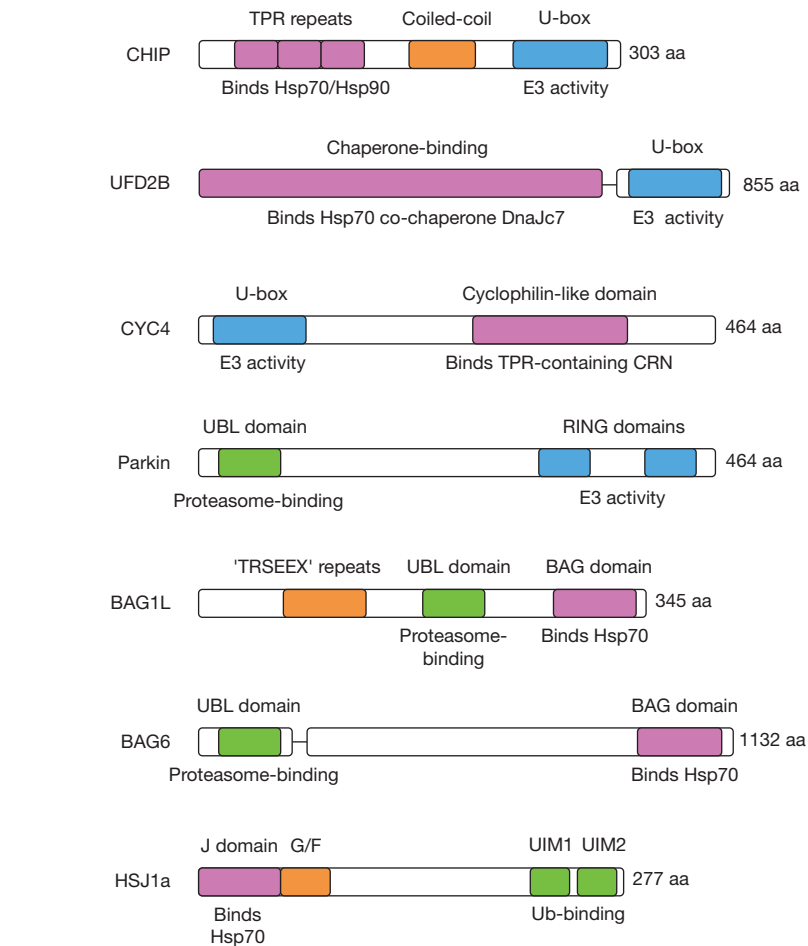 TPR repeats Coiled-coil U-box
CHIP 303 aa
Binds Hsp70/Hsp90 E3 activity
Chaperone-binding U-box
UFD2B 855 aa
Binds Hsp70 co-chaperone DnaJc7 E3 activity
U-box Cyclophilin-like domain
CYC4 464 aa
E3 activity Binds TPR-containing CRN
UBL domain RING domains
Parkin 464 aa
Proteasome-binding E3 activity
'TRSEEX' repeats UBL domain BAG domain
BAG1L 345 aa
Proteasome- Binds Hsp70
binding
UBL domain BAG domain
BAG6 1132 aa
Proteasome-binding Binds Hsp70
J domain G/F UIM1 UIM2
HSJ1a 277 aa
Binds Ub-binding
Hsp70